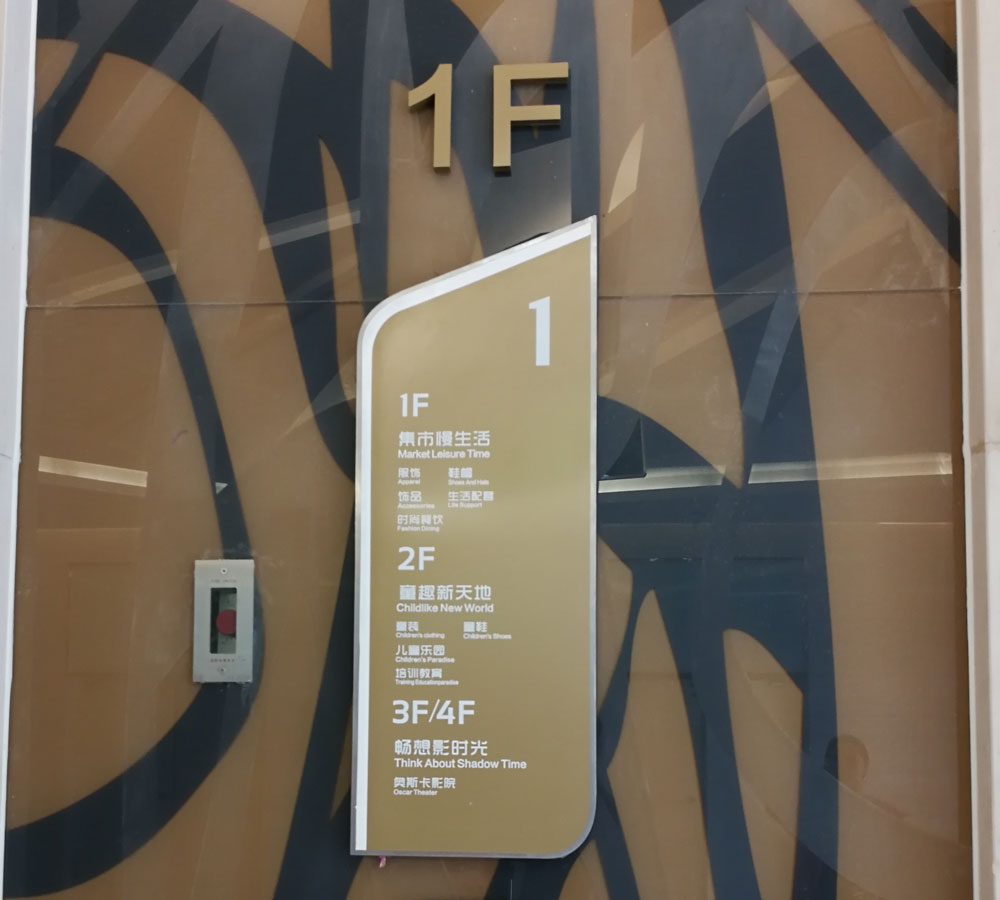 1F
1
1F
集市慢生活
Market Leisure Time
服饰 鞋帽
Apparel Shoes And Hats
饰品 生活配套
Accessories Life Support
时尚餐饮
Fashion Dining
2F
童趣新天地
Childlike New World
童装 童鞋
Children's clothing Children's Shoes
儿童乐园
Children's Paradise
培训教育
Training Educationparadise
3F/4F
畅想影时光
Think About Shadow Time
奥斯卡影院
Oscar Theater